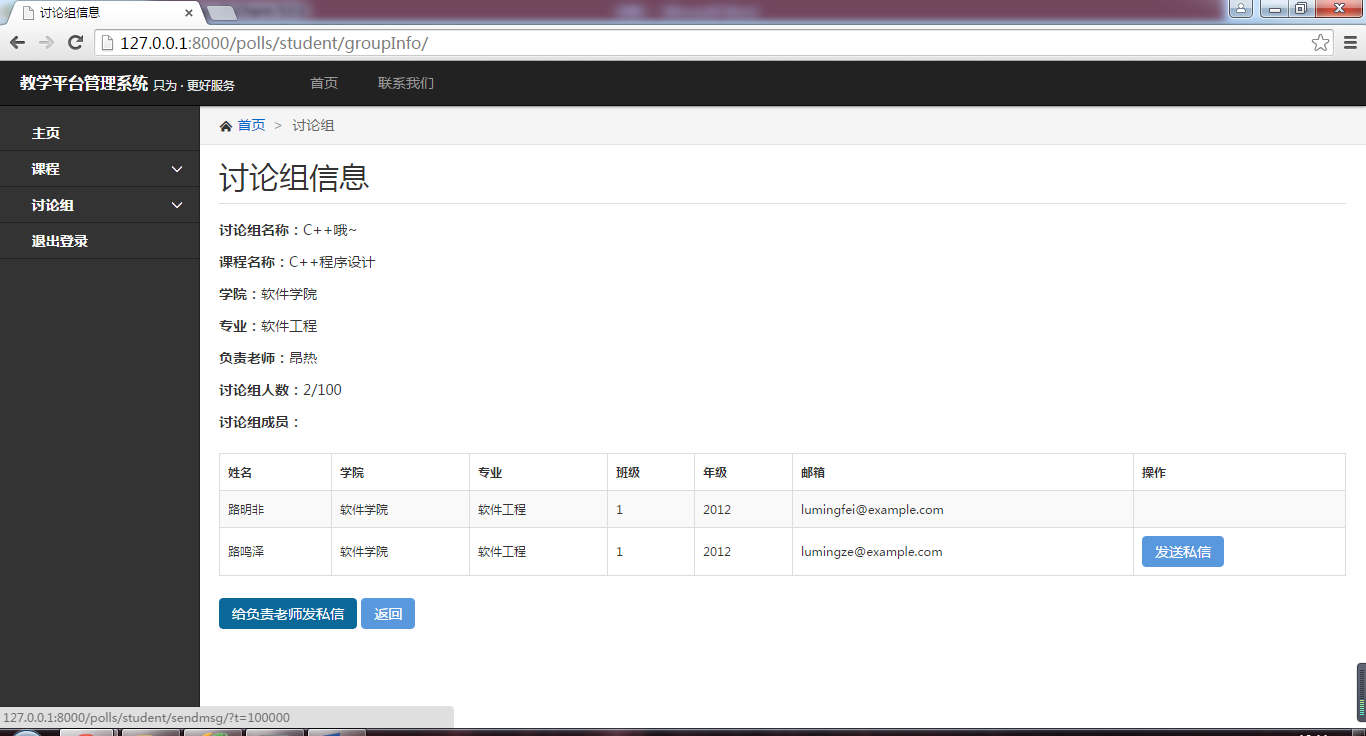 讨论组信息
127.0.0.1:8000/polls/student/groupInfo/
教学平台管理系统 只为 · 更好服务 首页 联系我们
主页
课程
讨论组
退出登录
首页 > 讨论组
讨论组信息
讨论组名称：C++哦~
课程名称：C++程序设计
学院：软件学院
专业：软件工程
负责老师：昂热
讨论组人数：2/100
讨论组成员：
姓名 学院 专业 班级 年级 邮箱 操作
路明非 软件学院 软件工程 1 2012 lumingfei@example.com
路鸣泽 软件学院 软件工程 1 2012 lumingze@example.com 发送私信
给负责老师发私信 返回
127.0.0.1:8000/polls/student/sendmsg/?t=100000